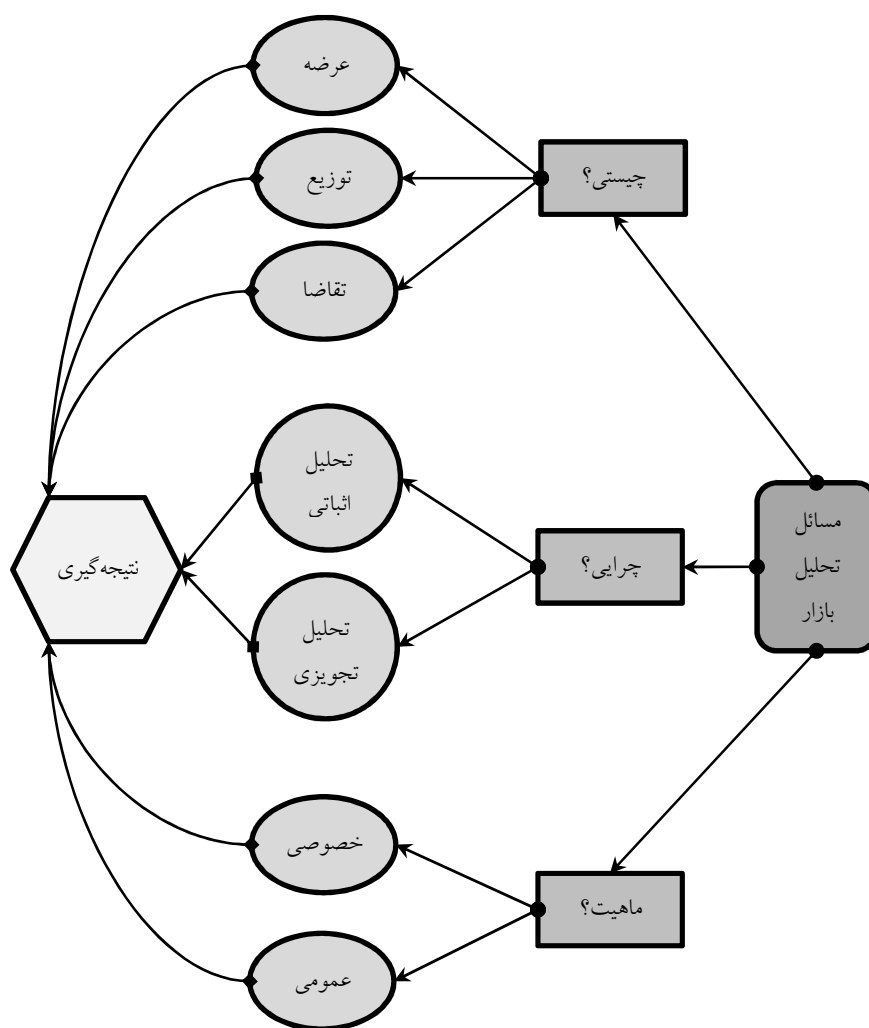 مسائل
تحلیل
بازار
چیستی؟
عرضه
توزیع
تقاضا
چرایی؟
تحلیل
اثباتی
تحلیل
تجویزی
ماهیت؟
خصوصی
عمومی
نتیجه‌گیری